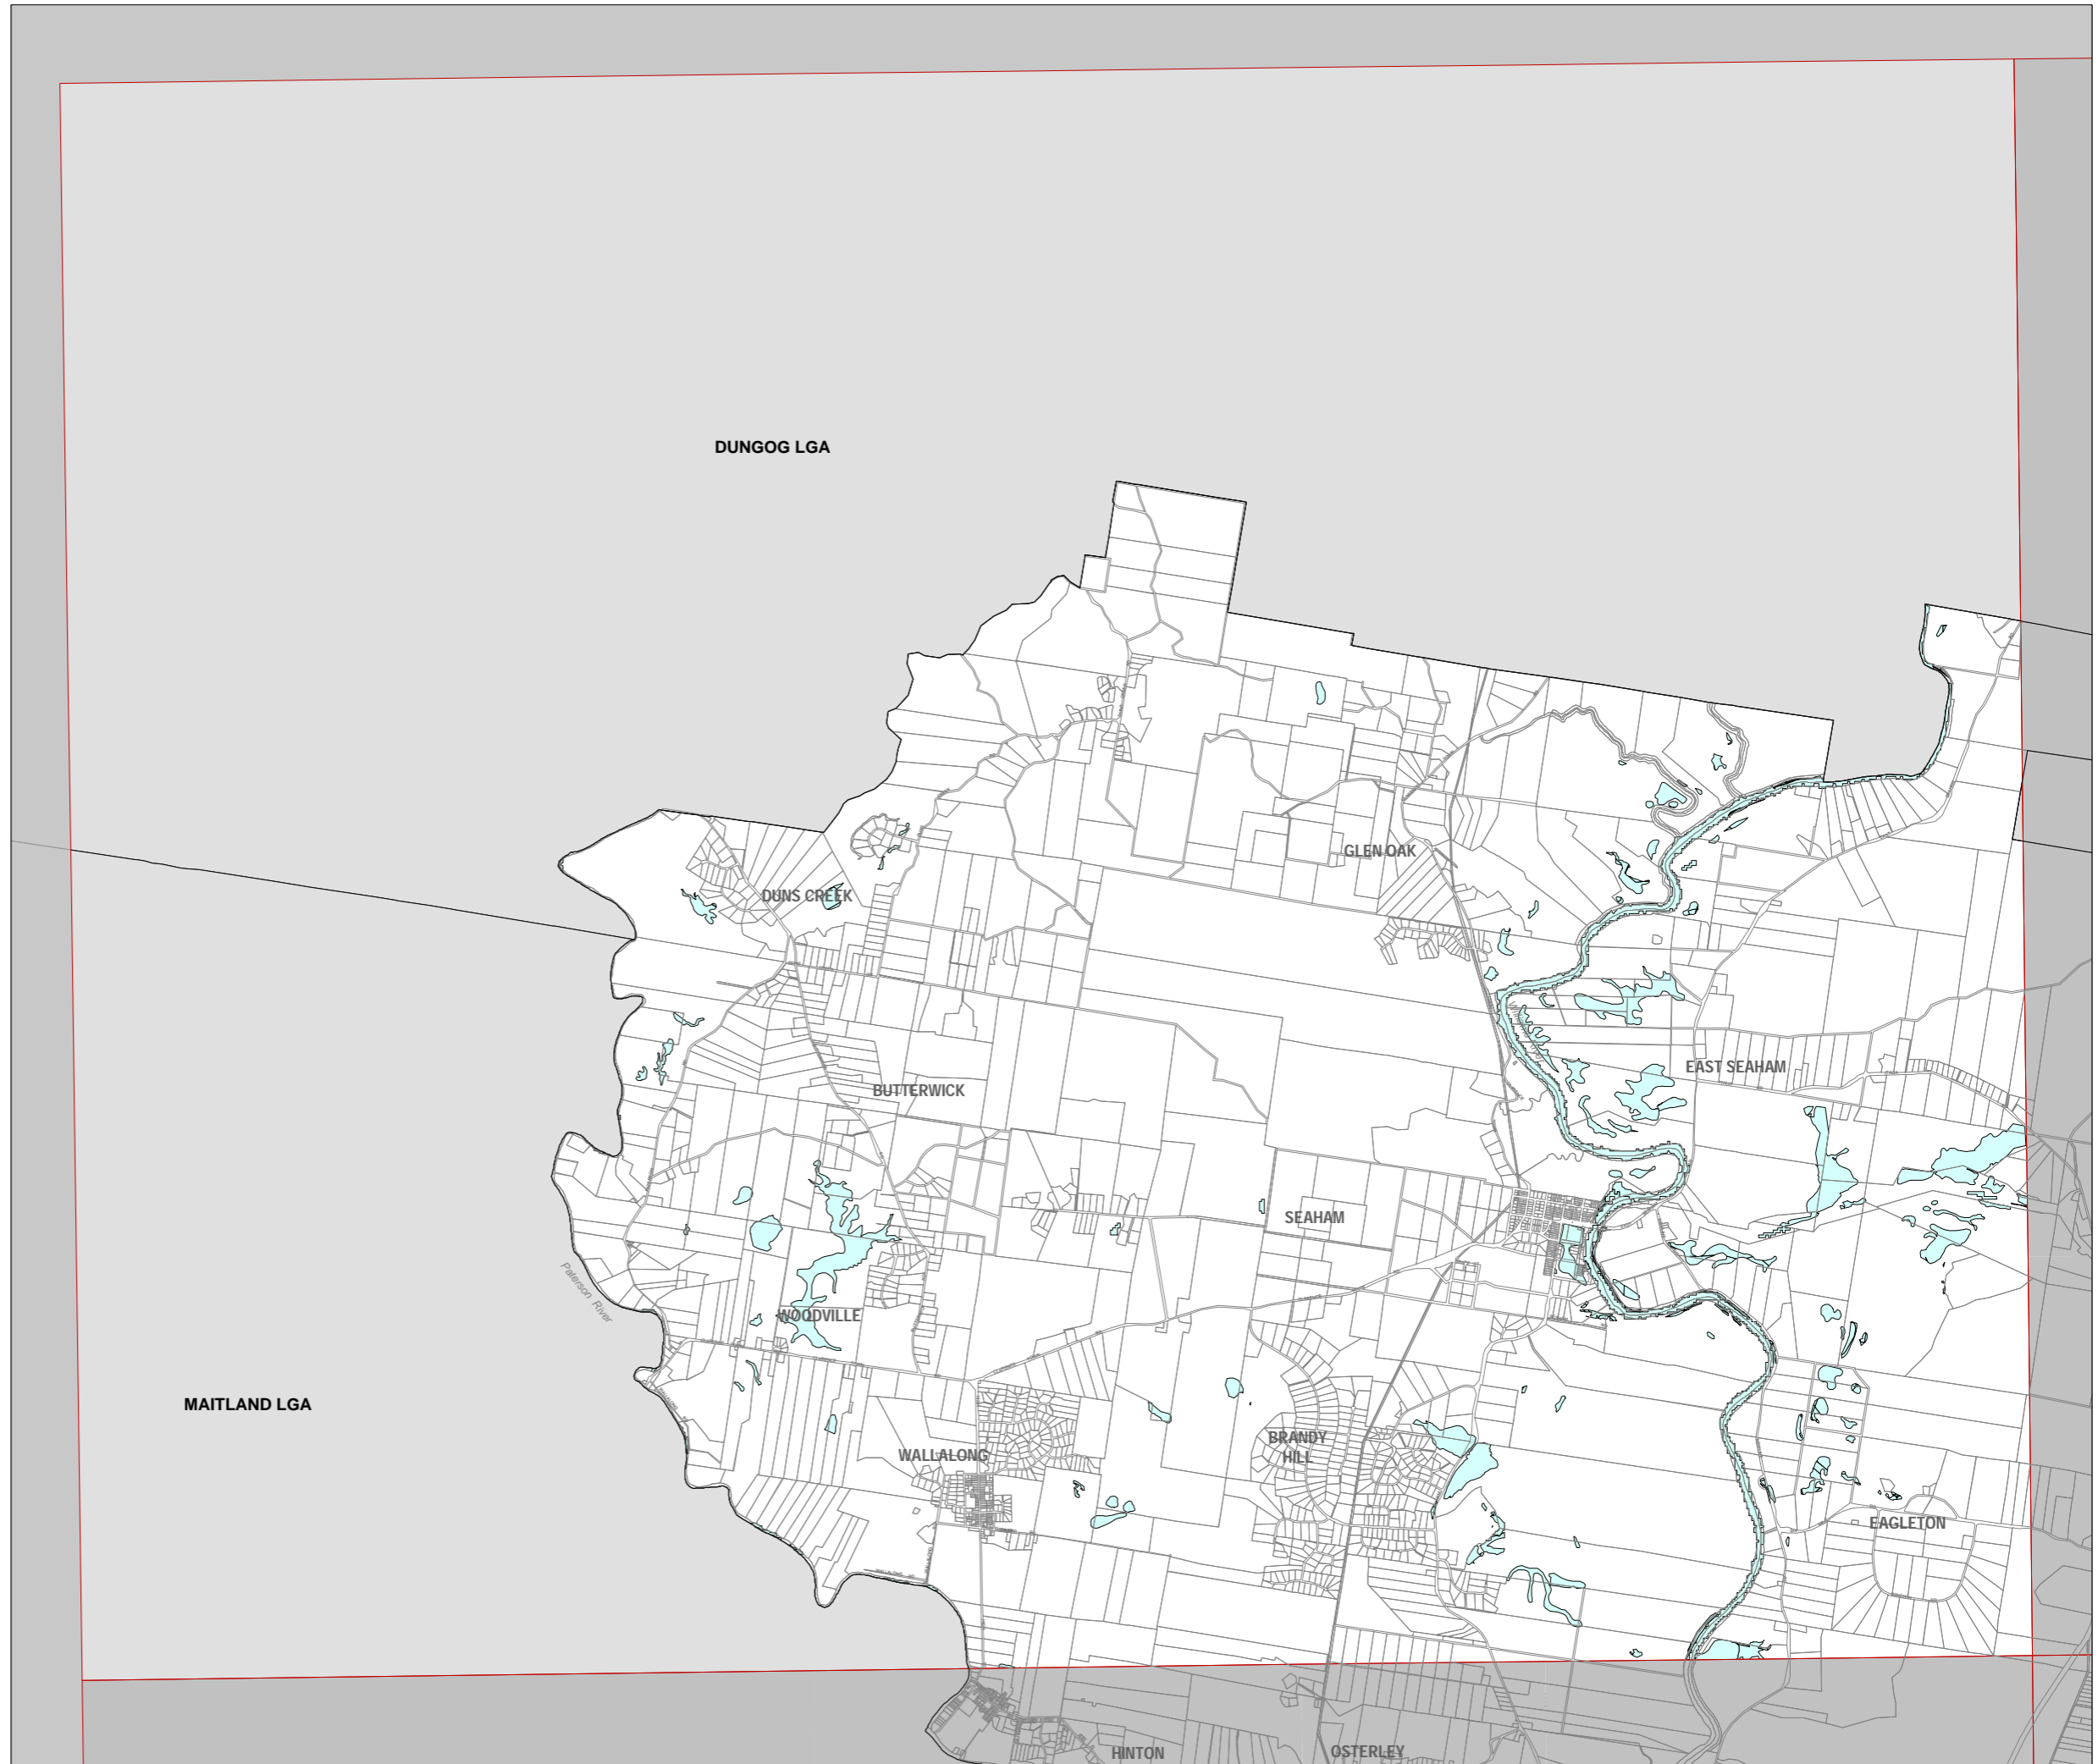 DUNGOG LGA
GLEN OAK
DUNS CREEK
EAST SEAHAM
BUTTERWICK
SEAHAM
Paterson River
WOODVILLE
MAITLAND LGA
BRANDY
HILL
WALLALONG
EAGLETON
HINTON
OSTERLEY